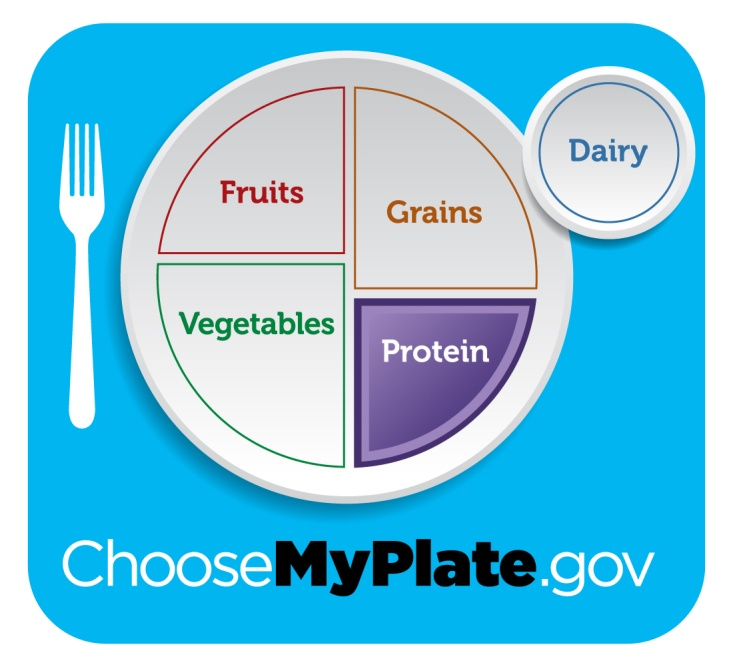 Fruits
Grains
Dairy
Vegetables
Protein
ChooseMyPlate.gov